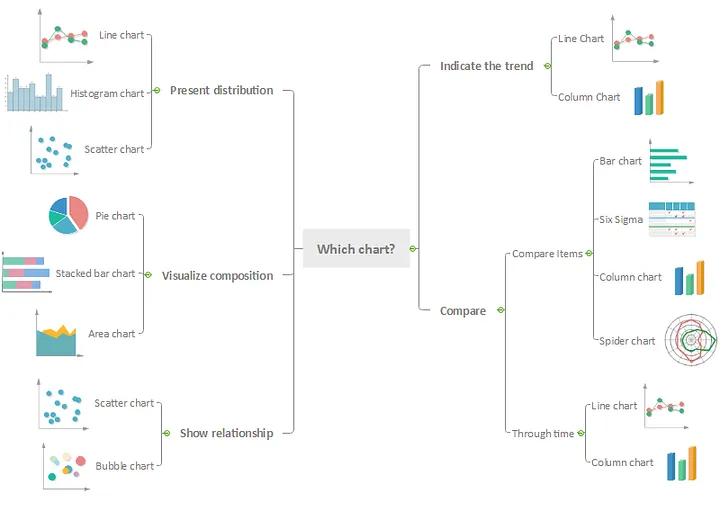 Which chart?
Present distribution
Line chart
Histogram chart
Scatter chart
Visualize composition
Pie chart
Stacked bar chart
Area chart
Show relationship
Scatter chart
Bubble chart
Indicate the trend
Line Chart
Column Chart
Compare
Compare Items
Bar chart
Six Sigma
Column chart
Spider chart
Through time
Line chart
Column chart